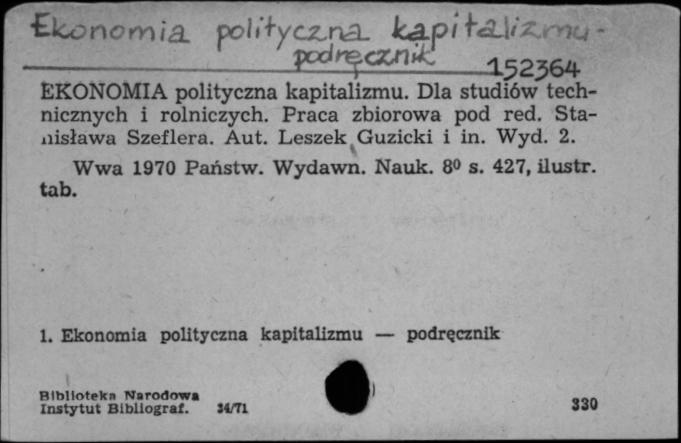 Ekonomia polityczna kapitalizmu -
podręcznik
152364
EKONOMIA polityczna kapitalizmu. Dla studiów tech-
nicznych i rolniczych. Praca zbiorowa pod red. Sta-
nisława Szeflera. Aut. Leszek Guzicki i in. Wyd. 2.
Wwa 1970 Państw. Wydawn. Nauk. 8⁰ s. 427, ilustr.
tab.
1. Ekonomia polityczna kapitalizmu — podręcznik
Biblioteka Narodowa
Instytut Bibliograf. 34/71
330